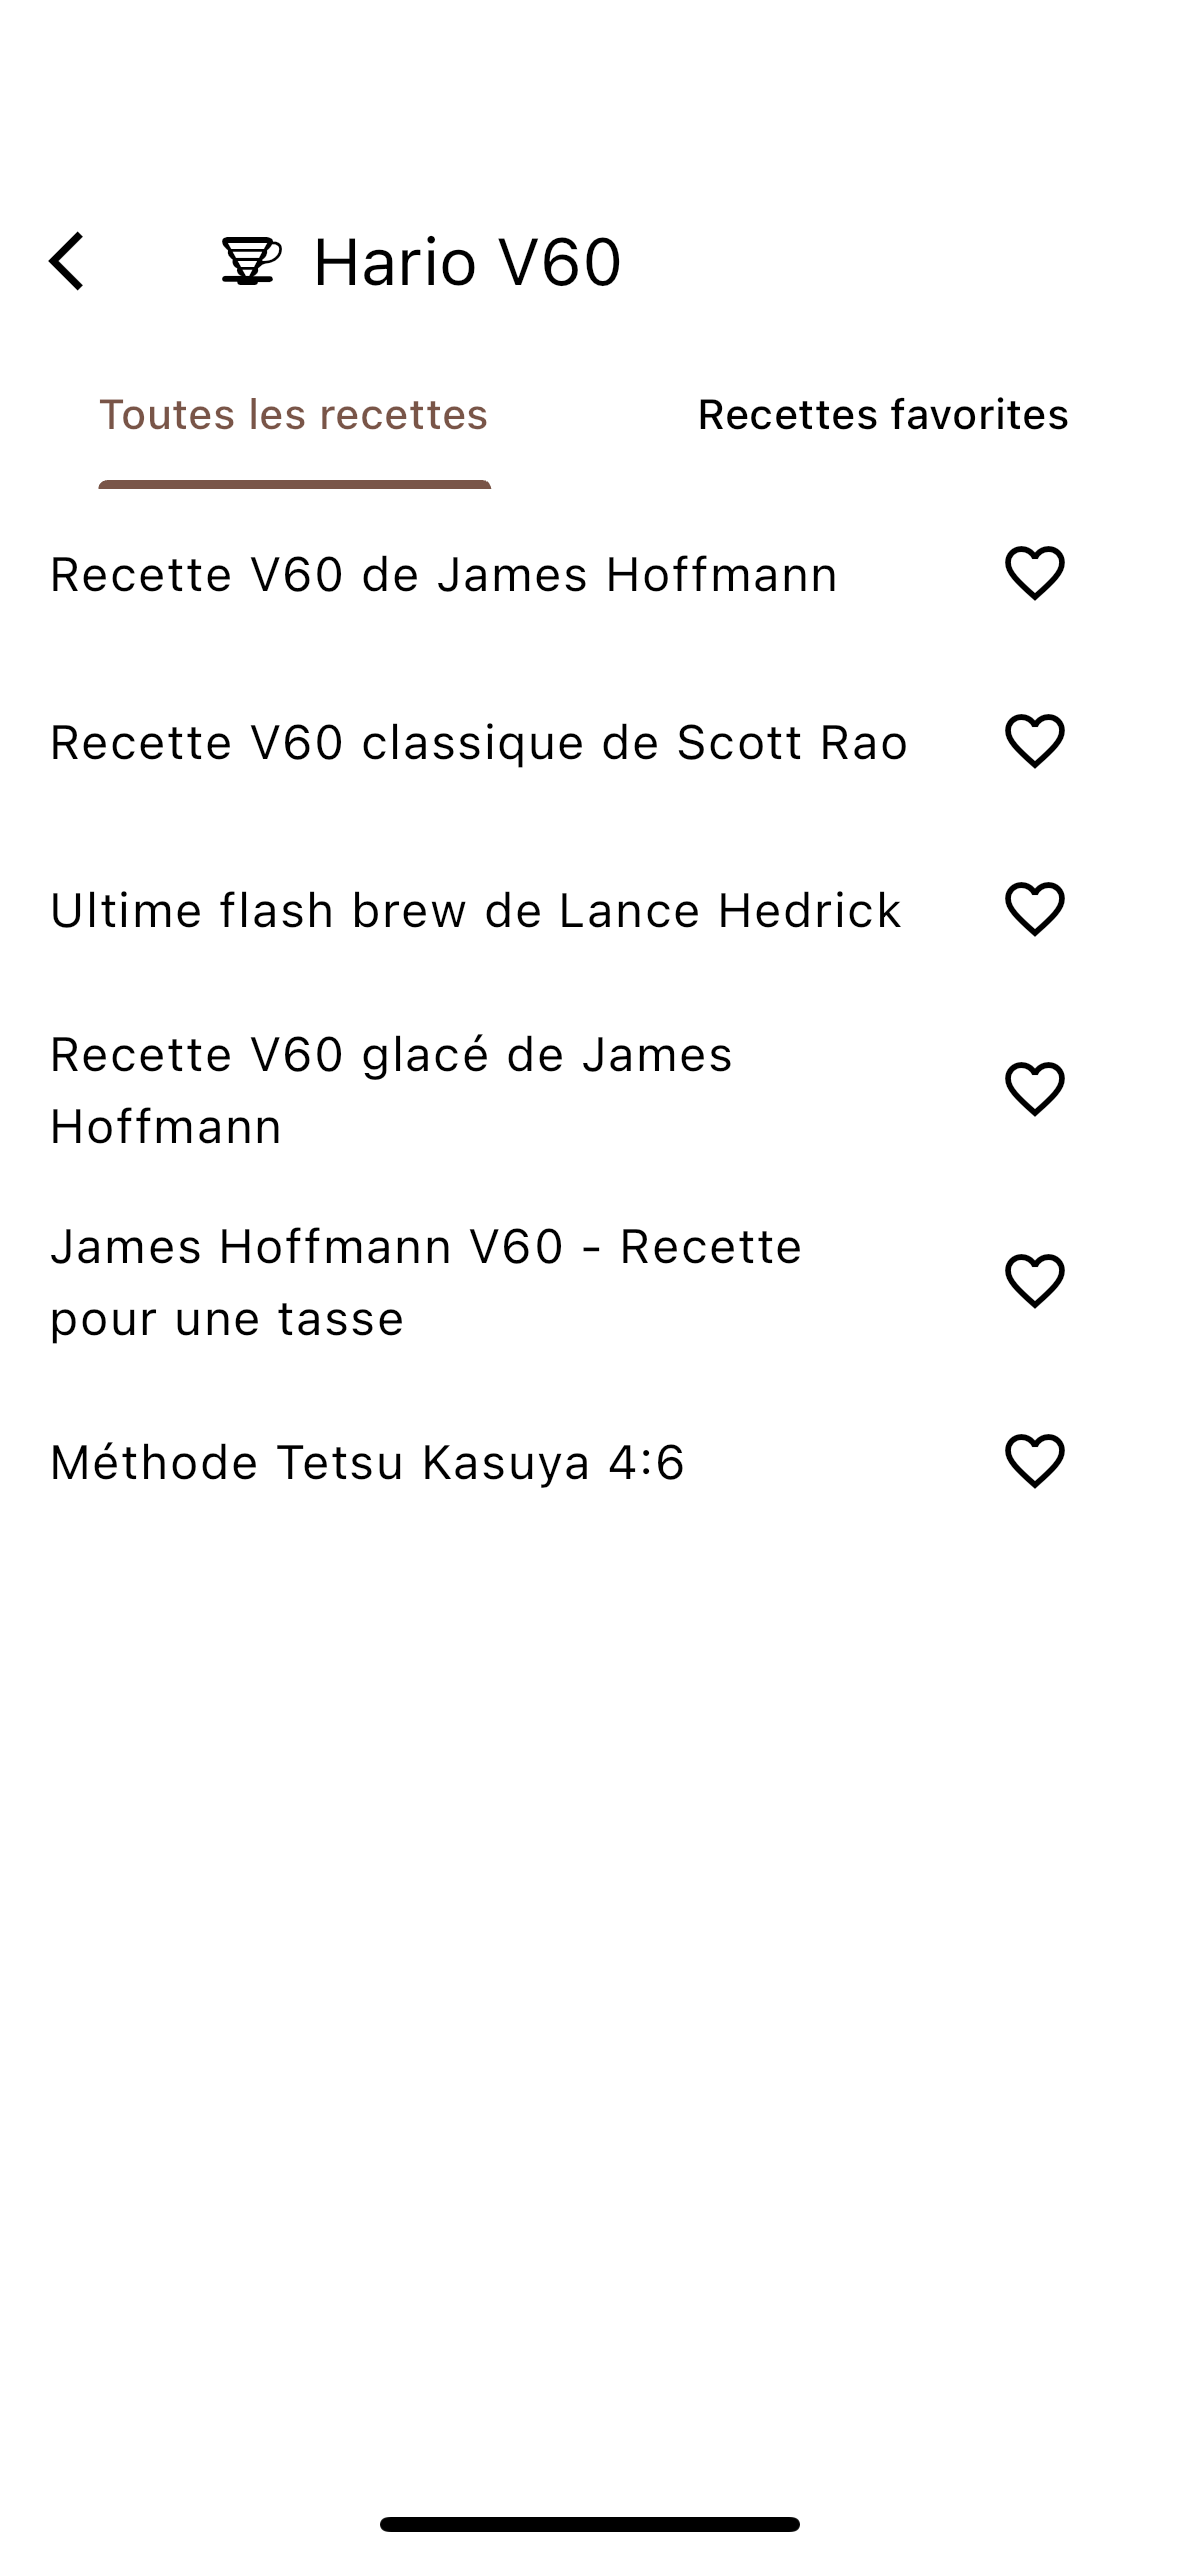 Hario V60
Toutes les recettes
Recettes favorites
Recette V60 de James Hoffmann
Recette V60 classique de Scott Rao
Ultime flash brew de Lance Hedrick
Recette V60 glacé de James
Hoffmann
James Hoffmann V60 - Recette
pour une tasse
Méthode Tetsu Kasuya 4:6